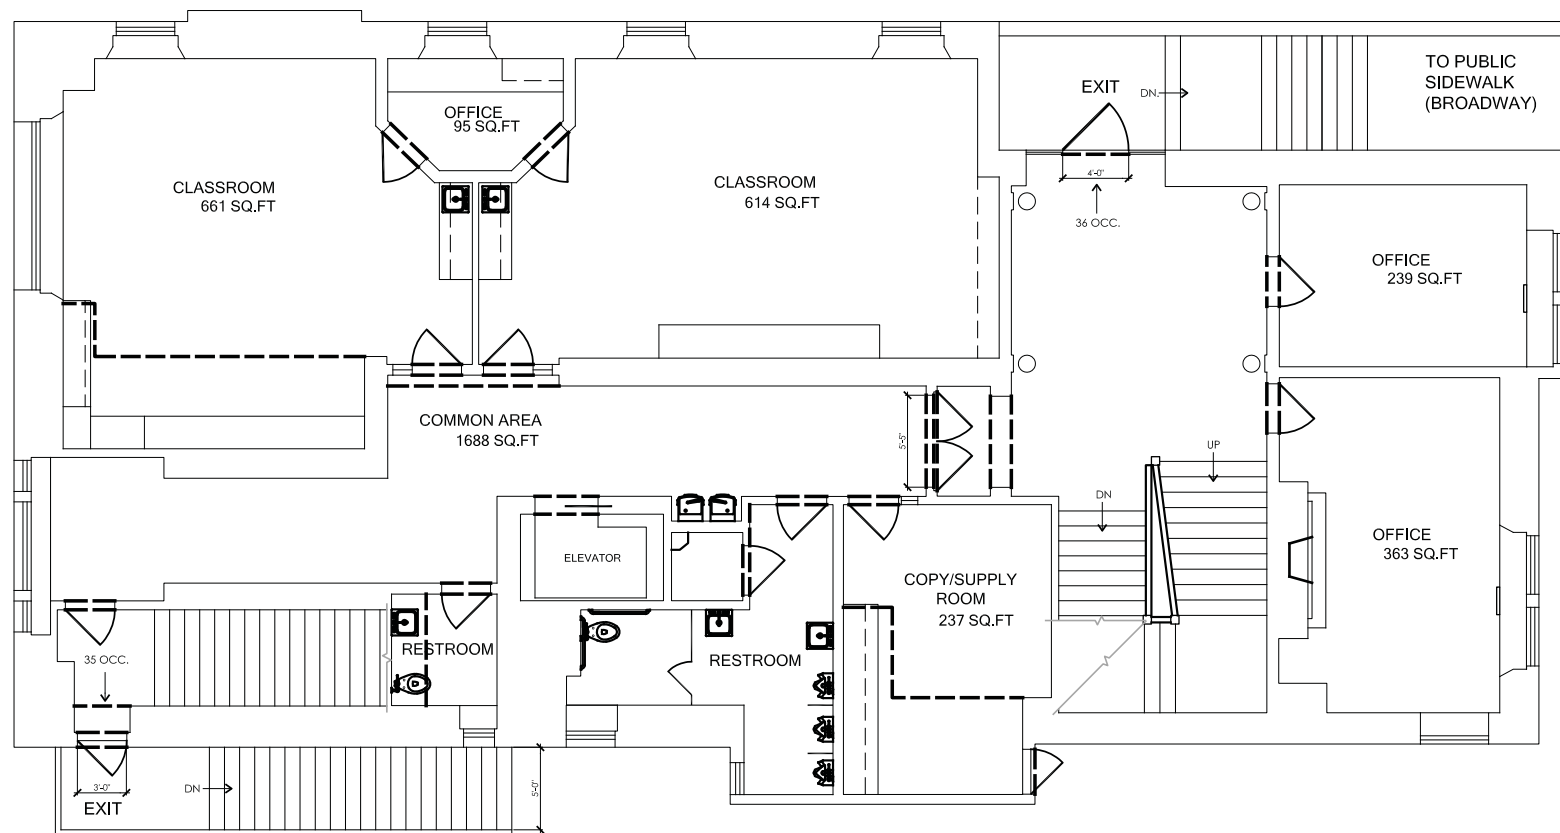 TO PUBLIC
SIDEWALK
(BROADWAY)
EXIT
DN.
OFFICE
95 SQ.FT
4'-0"
CLASSROOM
661 SQ.FT
CLASSROOM
614 SQ.FT
36 OCC.
OFFICE
239 SQ.FT
COMMON AREA
1688 SQ.FT
5'-5"
UP
DN
OFFICE
363 SQ.FT
ELEVATOR
COPY/SUPPLY
ROOM
237 SQ.FT
RESTROOM
RESTROOM
35 OCC.
3'-0"
DN
5'-0"
EXIT